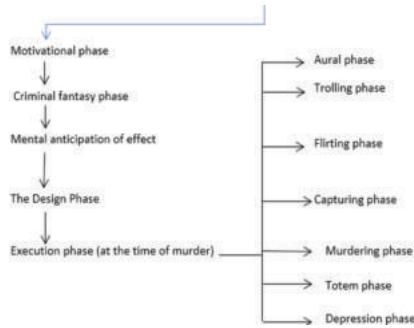 Motivational phase
Criminal fantasy phase
Mental anticipation of effect
The Design Phase
Execution phase (at the time of murder)
Aural phase
Trolling phase
Flirting phase
Capturing phase
Murdering phase
Totem phase
Depression phase